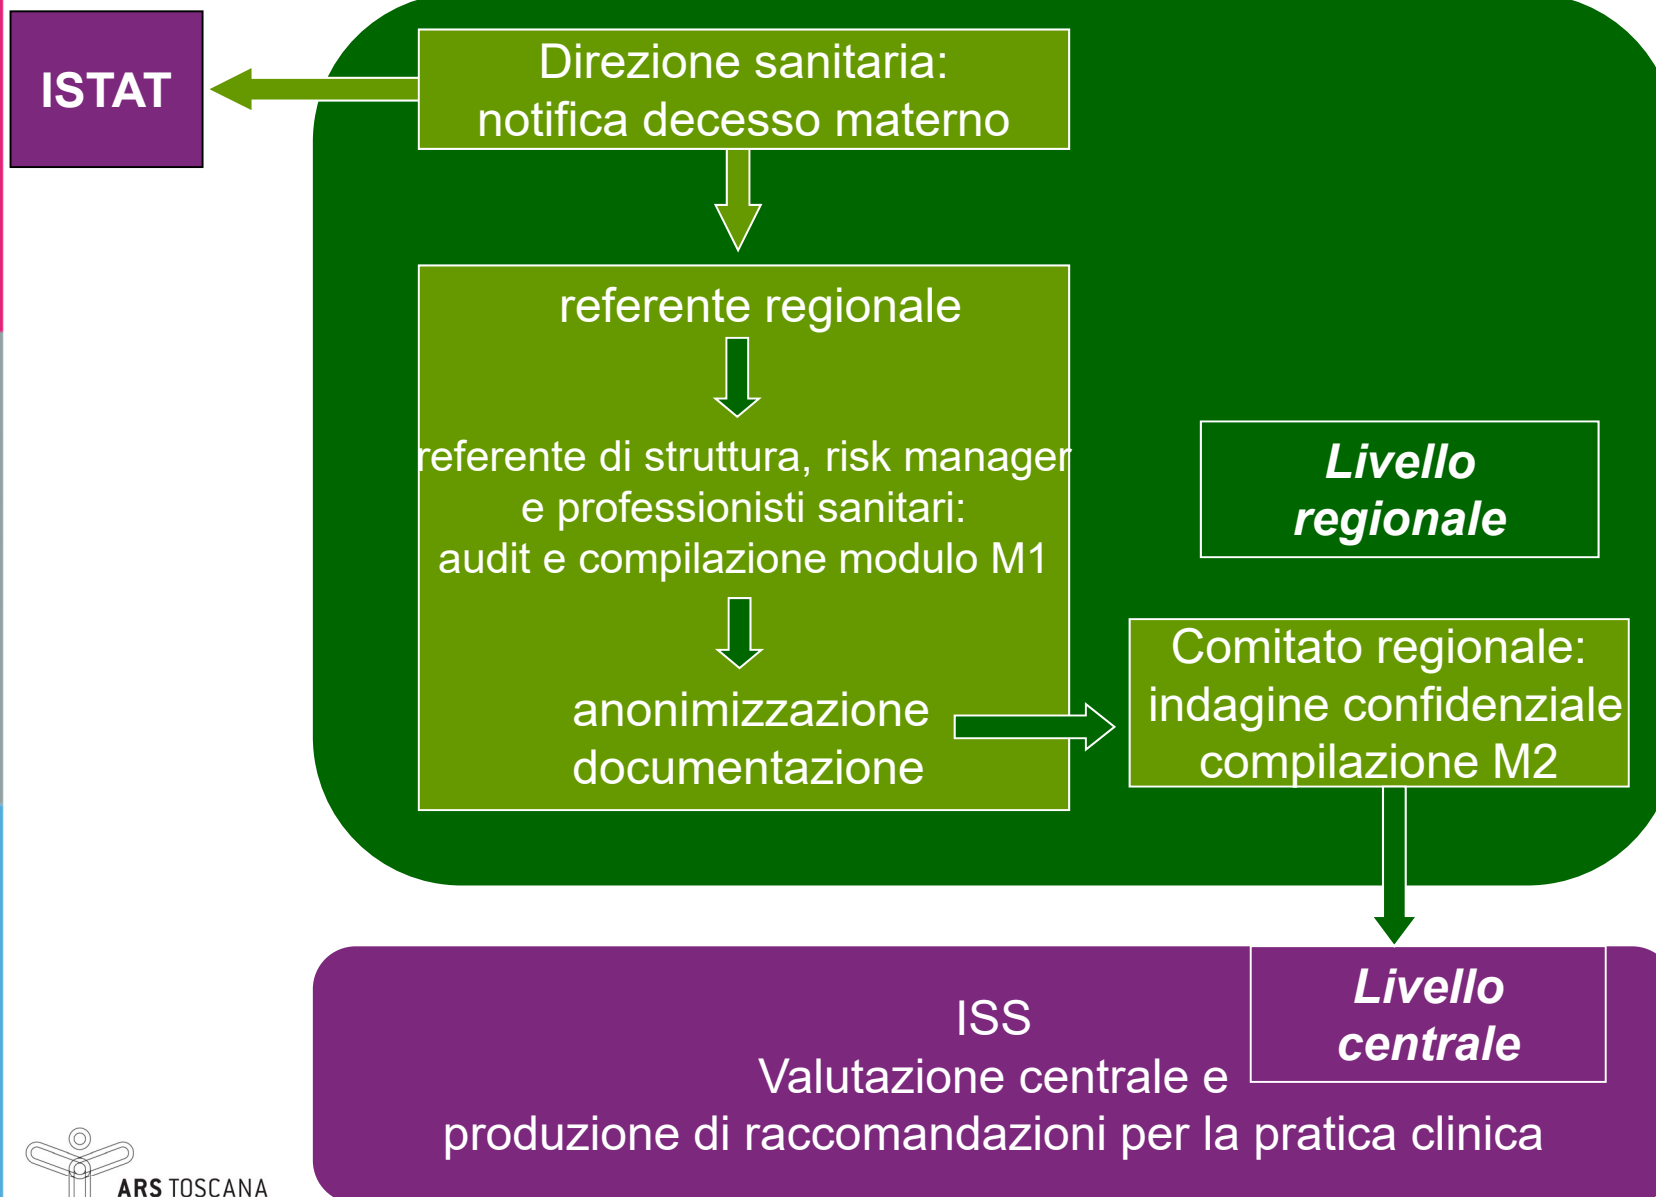 ISTAT
Direzione sanitaria:
notifica decesso materno
referente regionale
referente di struttura, risk manager
e professionisti sanitari:
audit e compilazione modulo M1
anonimizzazione
documentazione
Livello
regionale
Comitato regionale:
indagine confidenziale
compilazione M2
Livello
centrale
ISS
Valutazione centrale e
produzione di raccomandazioni per la pratica clinica
ARS TOSCANA